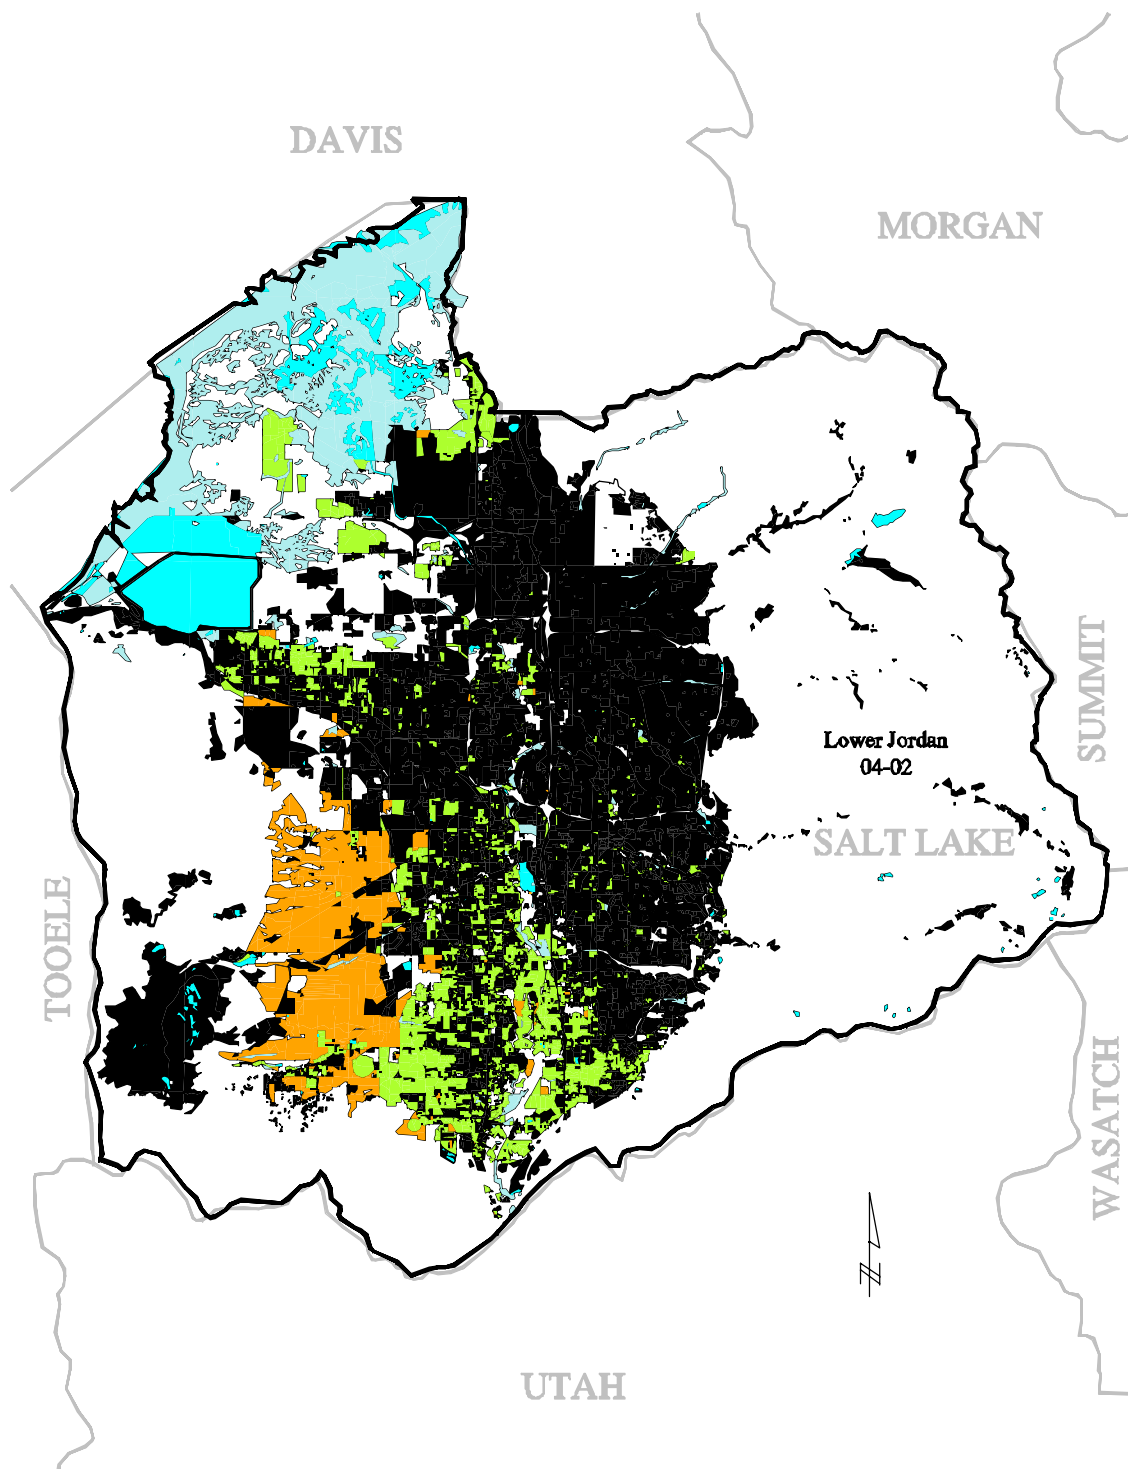 DAVIS
MORGAN
SUMMIT
Lower Jordan
04-02
SALT LAKE
TOOELE
WASATCH
UTAH